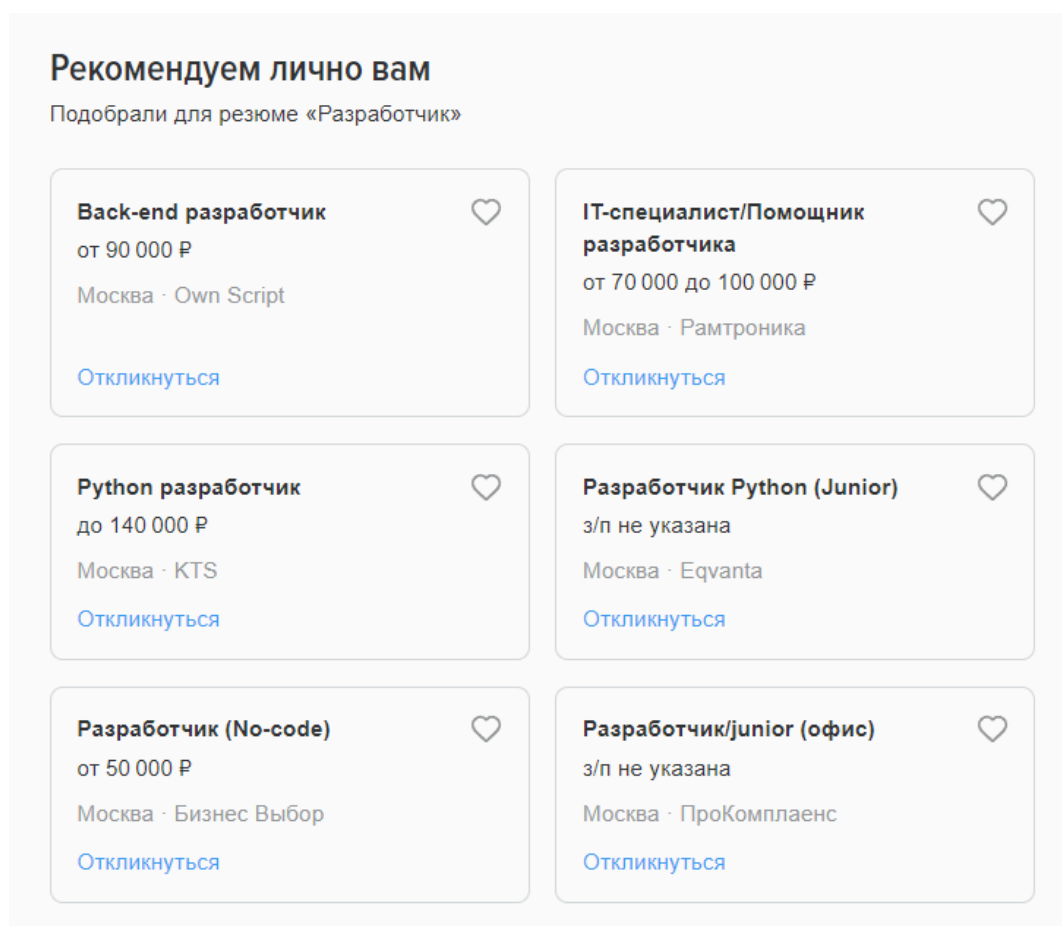 Рекомендуем лично вам
Подобрали для резюме «Разработчик»
Back-end разработчик
от 90 000 ₽
Москва · Own Script
Откликнуться
IT-специалист/Помощник
разработчика
от 70 000 до 100 000 ₽
Москва · Рамтроника
Откликнуться
Python разработчик
до 140 000 ₽
Москва · KTS
Откликнуться
Разработчик Python (Junior)
з/п не указана
Москва · Eqvanta
Откликнуться
Разработчик (No-code)
от 50 000 ₽
Москва · Бизнес Выбор
Откликнуться
Разработчик/junior (офис)
з/п не указана
Москва · ПроКомплаенс
Откликнуться